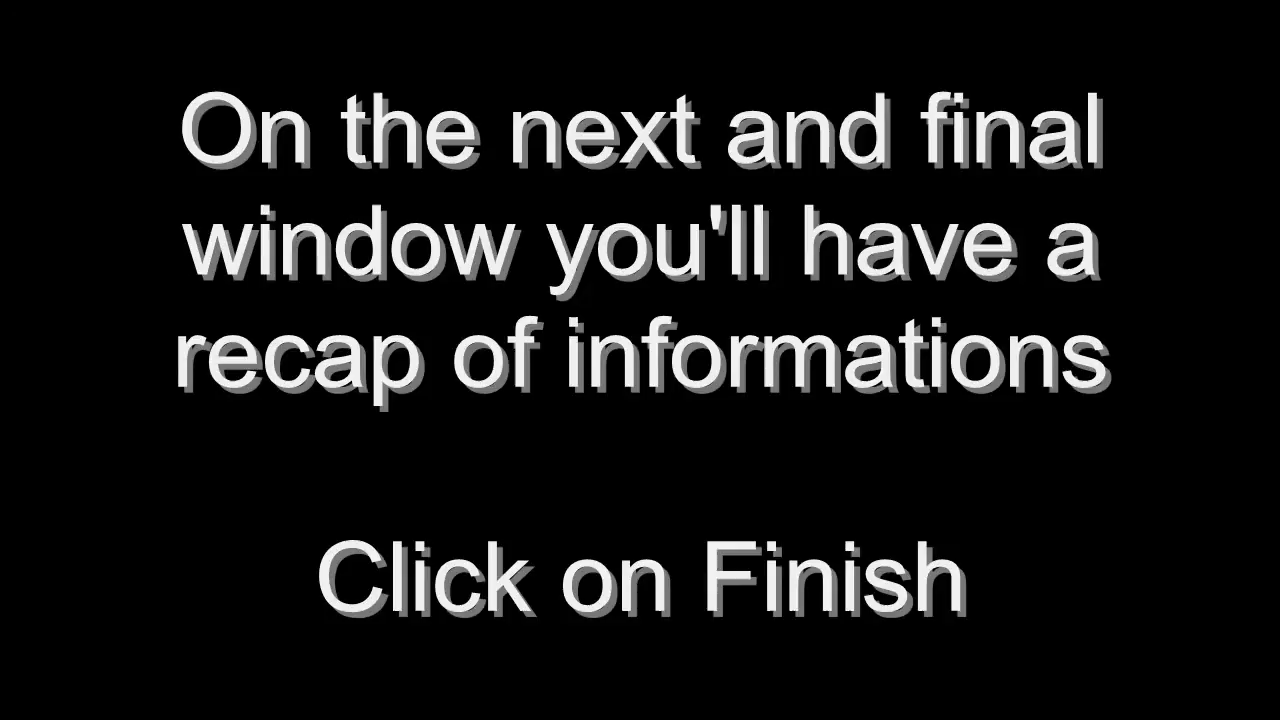 On the next and final
window you'll have a
recap of informations
Click on Finish